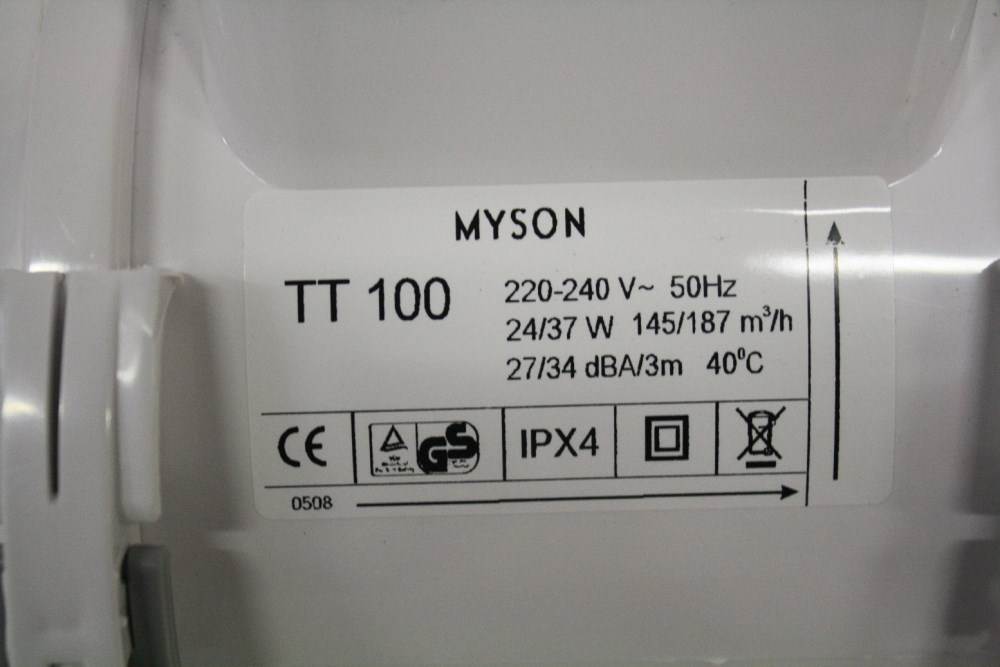 MYSON
TT 100
220-240 V~ 50Hz
24/37 W 145/187 m³/h
27/34 dBA/3m 40⁰C
CE
GS
IPX4
0508